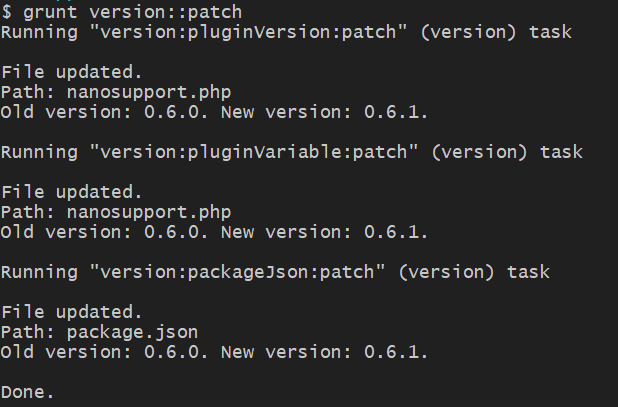 $ grunt version::patch
Running "version:pluginVersion:patch" (version) task
File updated.
Path: nanosupport.php
Old version: 0.6.0. New version: 0.6.1.
Running "version:pluginVariable:patch" (version) task
File updated.
Path: nanosupport.php
Old version: 0.6.0. New version: 0.6.1.
Running "version:packageJson:patch" (version) task
File updated.
Path: package.json
Old version: 0.6.0. New version: 0.6.1.
Done.